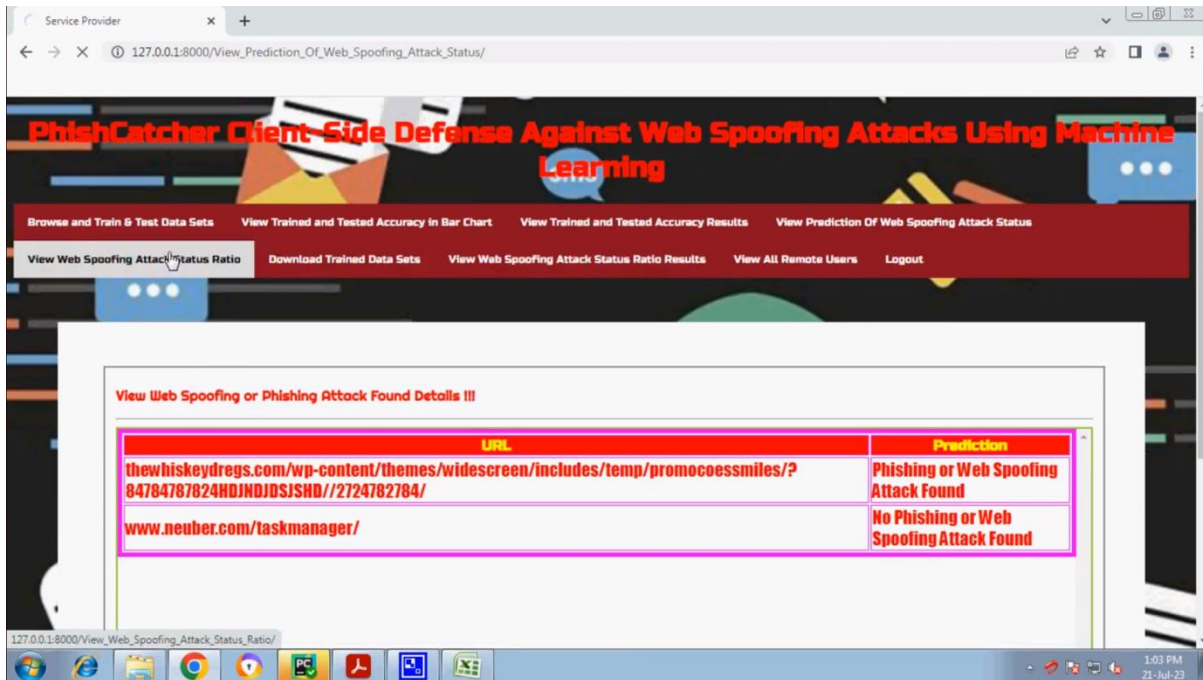 Service Provider
127.0.0.1:8000/View_Prediction_Of_Web_Spoofing_Attack_Status/
PhishCatcher Client-Side Defense Against Web Spoofing Attacks Using Machine
Learning
Browse and Train & Test Data Sets View Trained and Tested Accuracy in Bar Chart View Trained and Tested Accuracy Results View Prediction Of Web Spoofing Attack Status
View Web Spoofing Attack Status Ratio Download Trained Data Sets View Web Spoofing Attack Status Ratio Results View All Remote Users Logout
View Web Spoofing or Phishing Attack Found Details !!!
URL Prediction
thewhiskeydregs.com/wp-content/themes/widescreen/includes/temp/promocoessmiles/?
84784787824HDJNDJDSJSHD//2724782784/
Phishing or Web Spoofing
Attack Found
www.neuber.com/taskmanager/
No Phishing or Web
Spoofing Attack Found
127.0.0.1:8000/View_Web_Spoofing_Attack_Status_Ratio/
PC
1:03 PM
21-Jul-23